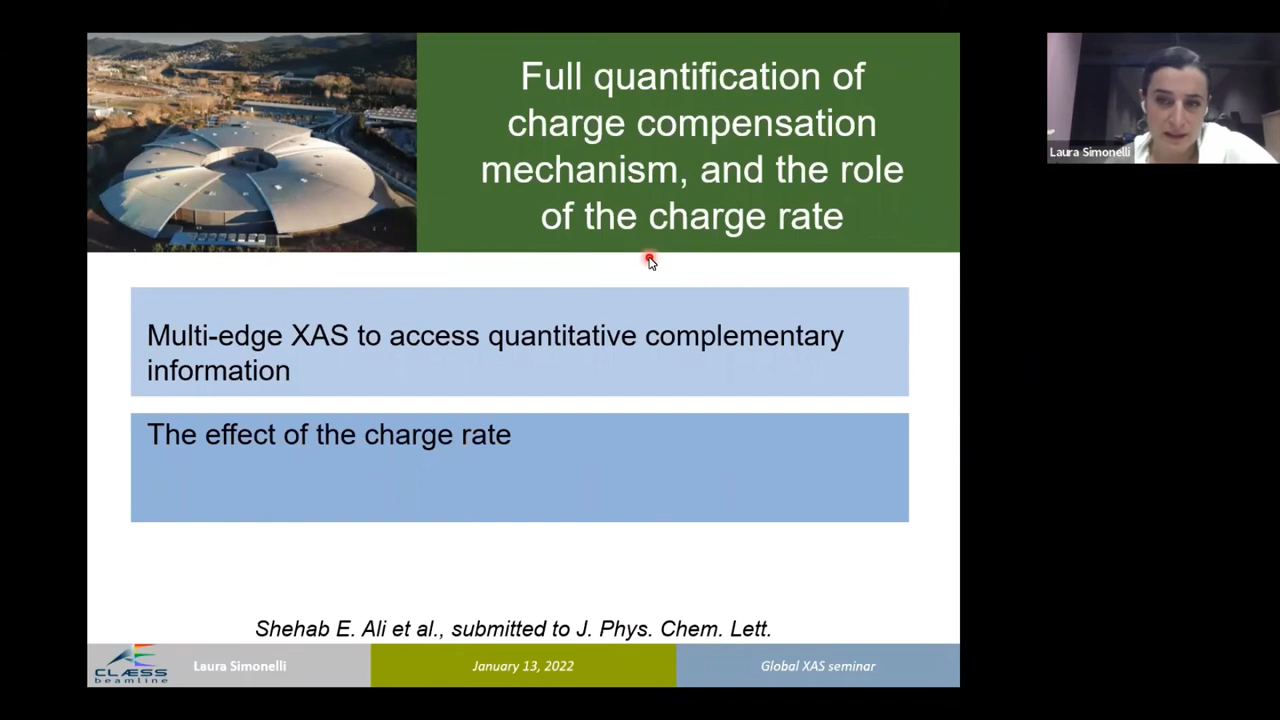 Full quantification of
charge compensation
mechanism, and the role
of the charge rate
Laura Simonelli
Multi-edge XAS to access quantitative complementary
information
The effect of the charge rate
Shehab E. Ali et al., submitted to J. Phys. Chem. Lett.
CLÆSS
beamline
Laura Simonelli
January 13, 2022
Global XAS seminar